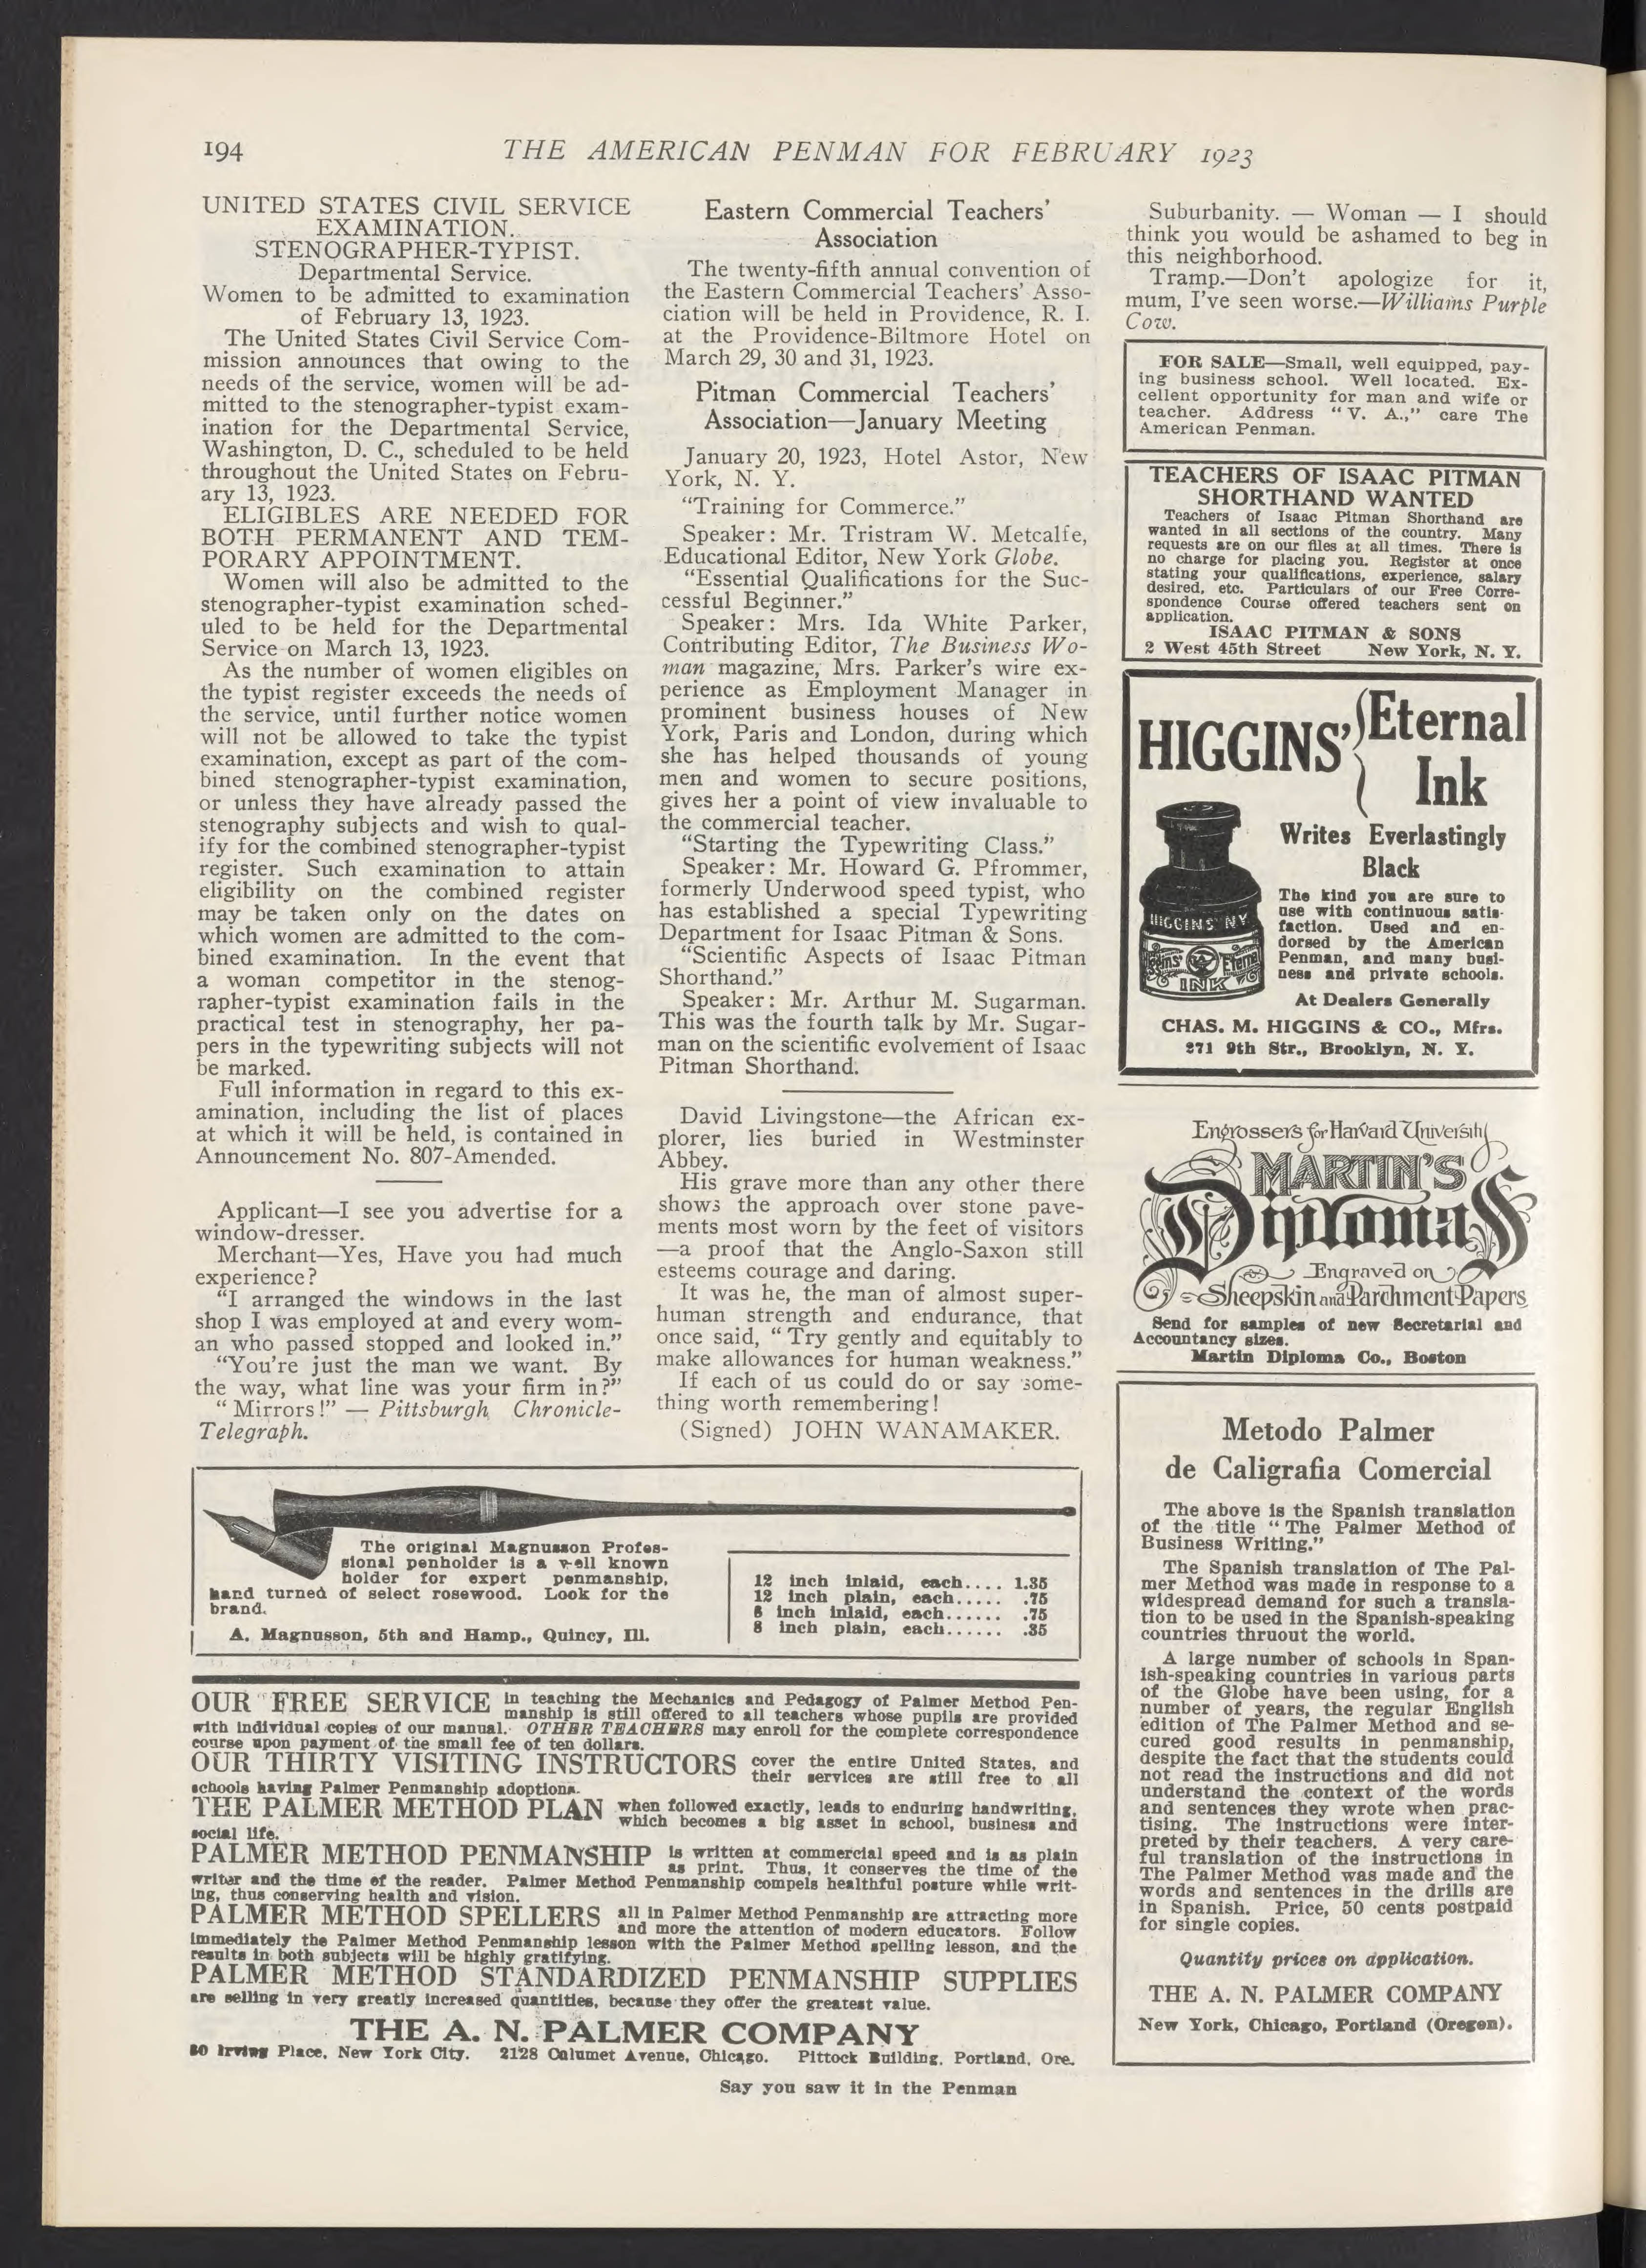 194
THE AMERICAN PENMAN FOR FEBRUARY 1923
UNITED STATES CIVIL SERVICE
EXAMINATION.
STENOGRAPHER-TYPIST.
Departmental Service.
Women to be admitted to examination
of February 13, 1923.
The United States Civil Service Com-
mission announces that owing to the
needs of the service, women will be ad-
mitted to the stenographer-typist exam-
ination for the Departmental Service,
Washington, D. C., scheduled to be held
throughout the United States on Febru-
ary 13, 1923.
ELIGIBLES ARE NEEDED FOR
BOTH PERMANENT AND TEM-
PORARY APPOINTMENT.
Women will also be admitted to the
stenographer-typist examination sched-
uled to be held for the Departmental
Service on March 13, 1923.
As the number of women eligibles on
the typist register exceeds the needs of
the service, until further notice women
will not be allowed to take the typist
examination, except as part of the com-
bined stenographer-typist examination,
or unless they have already passed the
stenography subjects and wish to qual-
ify for the combined stenographer-typist
register. Such examination to attain
eligibility on the combined register
may be taken only on the dates on
which women are admitted to the com-
bined examination. In the event that
a woman competitor in the stenog-
rapher-typist examination fails in the
practical test in stenography, her pa-
pers in the typewriting subjects will not
be marked.
Full information in regard to this ex-
amination, including the list of places
at which it will be held, is contained in
Announcement No. 807-Amended.
Applicant—I see you advertise for a
window-dresser.
Merchant—Yes, Have you had much
experience?
"I arranged the windows in the last
shop I was employed at and every wom-
an who passed stopped and looked in."
"You're just the man we want. By
the way, what line was your firm in?"
"Mirrors!" — Pittsburgh Chronicle-
Telegraph.
Eastern Commercial Teachers'
Association
The twenty-fifth annual convention of
the Eastern Commercial Teachers' Asso-
ciation will be held in Providence, R. I.
at the Providence-Biltmore Hotel on
March 29, 30 and 31, 1923.
Pitman Commercial Teachers'
Association—January Meeting
January 20, 1923, Hotel Astor, New
York, N. Y.
"Training for Commerce."
Speaker: Mr. Tristram W. Metcalfe,
Educational Editor, New York Globe.
"Essential Qualifications for the Suc-
cessful Beginner."
Speaker: Mrs. Ida White Parker,
Contributing Editor, The Business Wo-
man magazine, Mrs. Parker's wire ex-
perience as Employment Manager in
prominent business houses of New
York, Paris and London, during which
she has helped thousands of young
men and women to secure positions,
gives her a point of view invaluable to
the commercial teacher.
"Starting the Typewriting Class."
Speaker: Mr. Howard G. Pfrommer,
formerly Underwood speed typist, who
has established a special Typewriting
Department for Isaac Pitman & Sons.
"Scientific Aspects of Isaac Pitman
Shorthand."
Speaker: Mr. Arthur M. Sugarman.
This was the fourth talk by Mr. Sugar-
man on the scientific evolvement of Isaac
Pitman Shorthand.
David Livingstone—the African ex-
plorer, lies buried in Westminster
Abbey.
His grave more than any other there
shows the approach over stone pave-
ments most worn by the feet of visitors
—a proof that the Anglo-Saxon still
esteems courage and daring.
It was he, the man of almost super-
human strength and endurance, that
once said, "Try gently and equitably to
make allowances for human weakness."
If each of us could do or say some-
thing worth remembering!
(Signed) JOHN WANAMAKER.
Suburbanity. — Woman — I should
think you would be ashamed to beg in
this neighborhood.
Tramp.—Don't apologize for it,
mum, I've seen worse.—Williams Purple
Cow.
FOR SALE—Small, well equipped, pay-
ing business school. Well located. Ex-
cellent opportunity for man and wife or
teacher. Address "V. A.," care The
American Penman.
TEACHERS OF ISAAC PITMAN
SHORTHAND WANTED
Teachers of Isaac Pitman Shorthand are
wanted in all sections of the country. Many
requests are on our files at all times. There is
no charge for placing you. Register at once
stating your qualifications, experience, salary
desired, etc. Particulars of our Free Corre-
spondence Course offered teachers sent on
application.
ISAAC PITMAN & SONS
2 West 45th Street New York, N. Y.
HIGGINS' Eternal
Ink
Writes Everlastingly
Black
The kind you are sure to
use with continuous satis-
faction. Used and en-
dorsed by the American
Penman, and many busi-
ness and private schools.
At Dealers Generally
HIGGINS' NY.
Higgins' Eternal
INK
CHAS. M. HIGGINS & CO., Mfrs.
271 9th Str., Brooklyn, N. Y.
Engrossers for Harvard University
MARTIN'S
Diplomas
Engraved on
Sheepskin and Parchment Papers
Send for samples of new Secretarial and
Accountancy sizes.
Martin Diploma Co., Boston
Metodo Palmer
de Caligrafia Comercial
The above is the Spanish translation
of the title "The Palmer Method of
Business Writing."
The Spanish translation of The Pal-
mer Method was made in response to a
widespread demand for such a transla-
tion to be used in the Spanish-speaking
countries thruout the world.
A large number of schools in Span-
ish-speaking countries in various parts
of the Globe have been using, for a
number of years, the regular English
edition of The Palmer Method and se-
cured good results in penmanship,
despite the fact that the students could
not read the instructions and did not
understand the context of the words
and sentences they wrote when prac-
tising. The instructions were inter-
preted by their teachers. A very care-
ful translation of the instructions in
The Palmer Method was made and the
words and sentences in the drills are
in Spanish. Price, 50 cents postpaid
for single copies.
Quantity prices on application.
THE A. N. PALMER COMPANY
New York, Chicago, Portland (Oregon).
The original Magnusson Profes-
sional penholder is a well known
holder for expert penmanship,
hand turned of select rosewood. Look for the
brand.
A. Magnusson, 5th and Hamp., Quincy, Ill.
12 inch inlaid, each.... 1.35
12 inch plain, each..... .75
8 inch inlaid, each...... .75
8 inch plain, each...... .35
OUR FREE SERVICE in teaching the Mechanics and Pedagogy of Palmer Method Pen-
manship is still offered to all teachers whose pupils are provided
with individual copies of our manual. OTHER TEACHERS may enroll for the complete correspondence
course upon payment of the small fee of ten dollars.
OUR THIRTY VISITING INSTRUCTORS cover the entire United States, and
their services are still free to all
schools having Palmer Penmanship adoptions.
THE PALMER METHOD PLAN when followed exactly, leads to enduring handwriting,
which becomes a big asset in school, business and
social life.
PALMER METHOD PENMANSHIP is written at commercial speed and is as plain
as print. Thus, it conserves the time of the
writer and the time of the reader. Palmer Method Penmanship compels healthful posture while writ-
ing, thus conserving health and vision.
PALMER METHOD SPELLERS all in Palmer Method Penmanship are attracting more
and more the attention of modern educators. Follow
immediately the Palmer Method Penmanship lesson with the Palmer Method spelling lesson, and the
results in both subjects will be highly gratifying.
PALMER METHOD STANDARDIZED PENMANSHIP SUPPLIES
are selling in very greatly increased quantities, because they offer the greatest value.
THE A. N. PALMER COMPANY
30 Irving Place, New York City. 2128 Calumet Avenue, Chicago. Pittock Building, Portland, Ore.
Say you saw it in the Penman